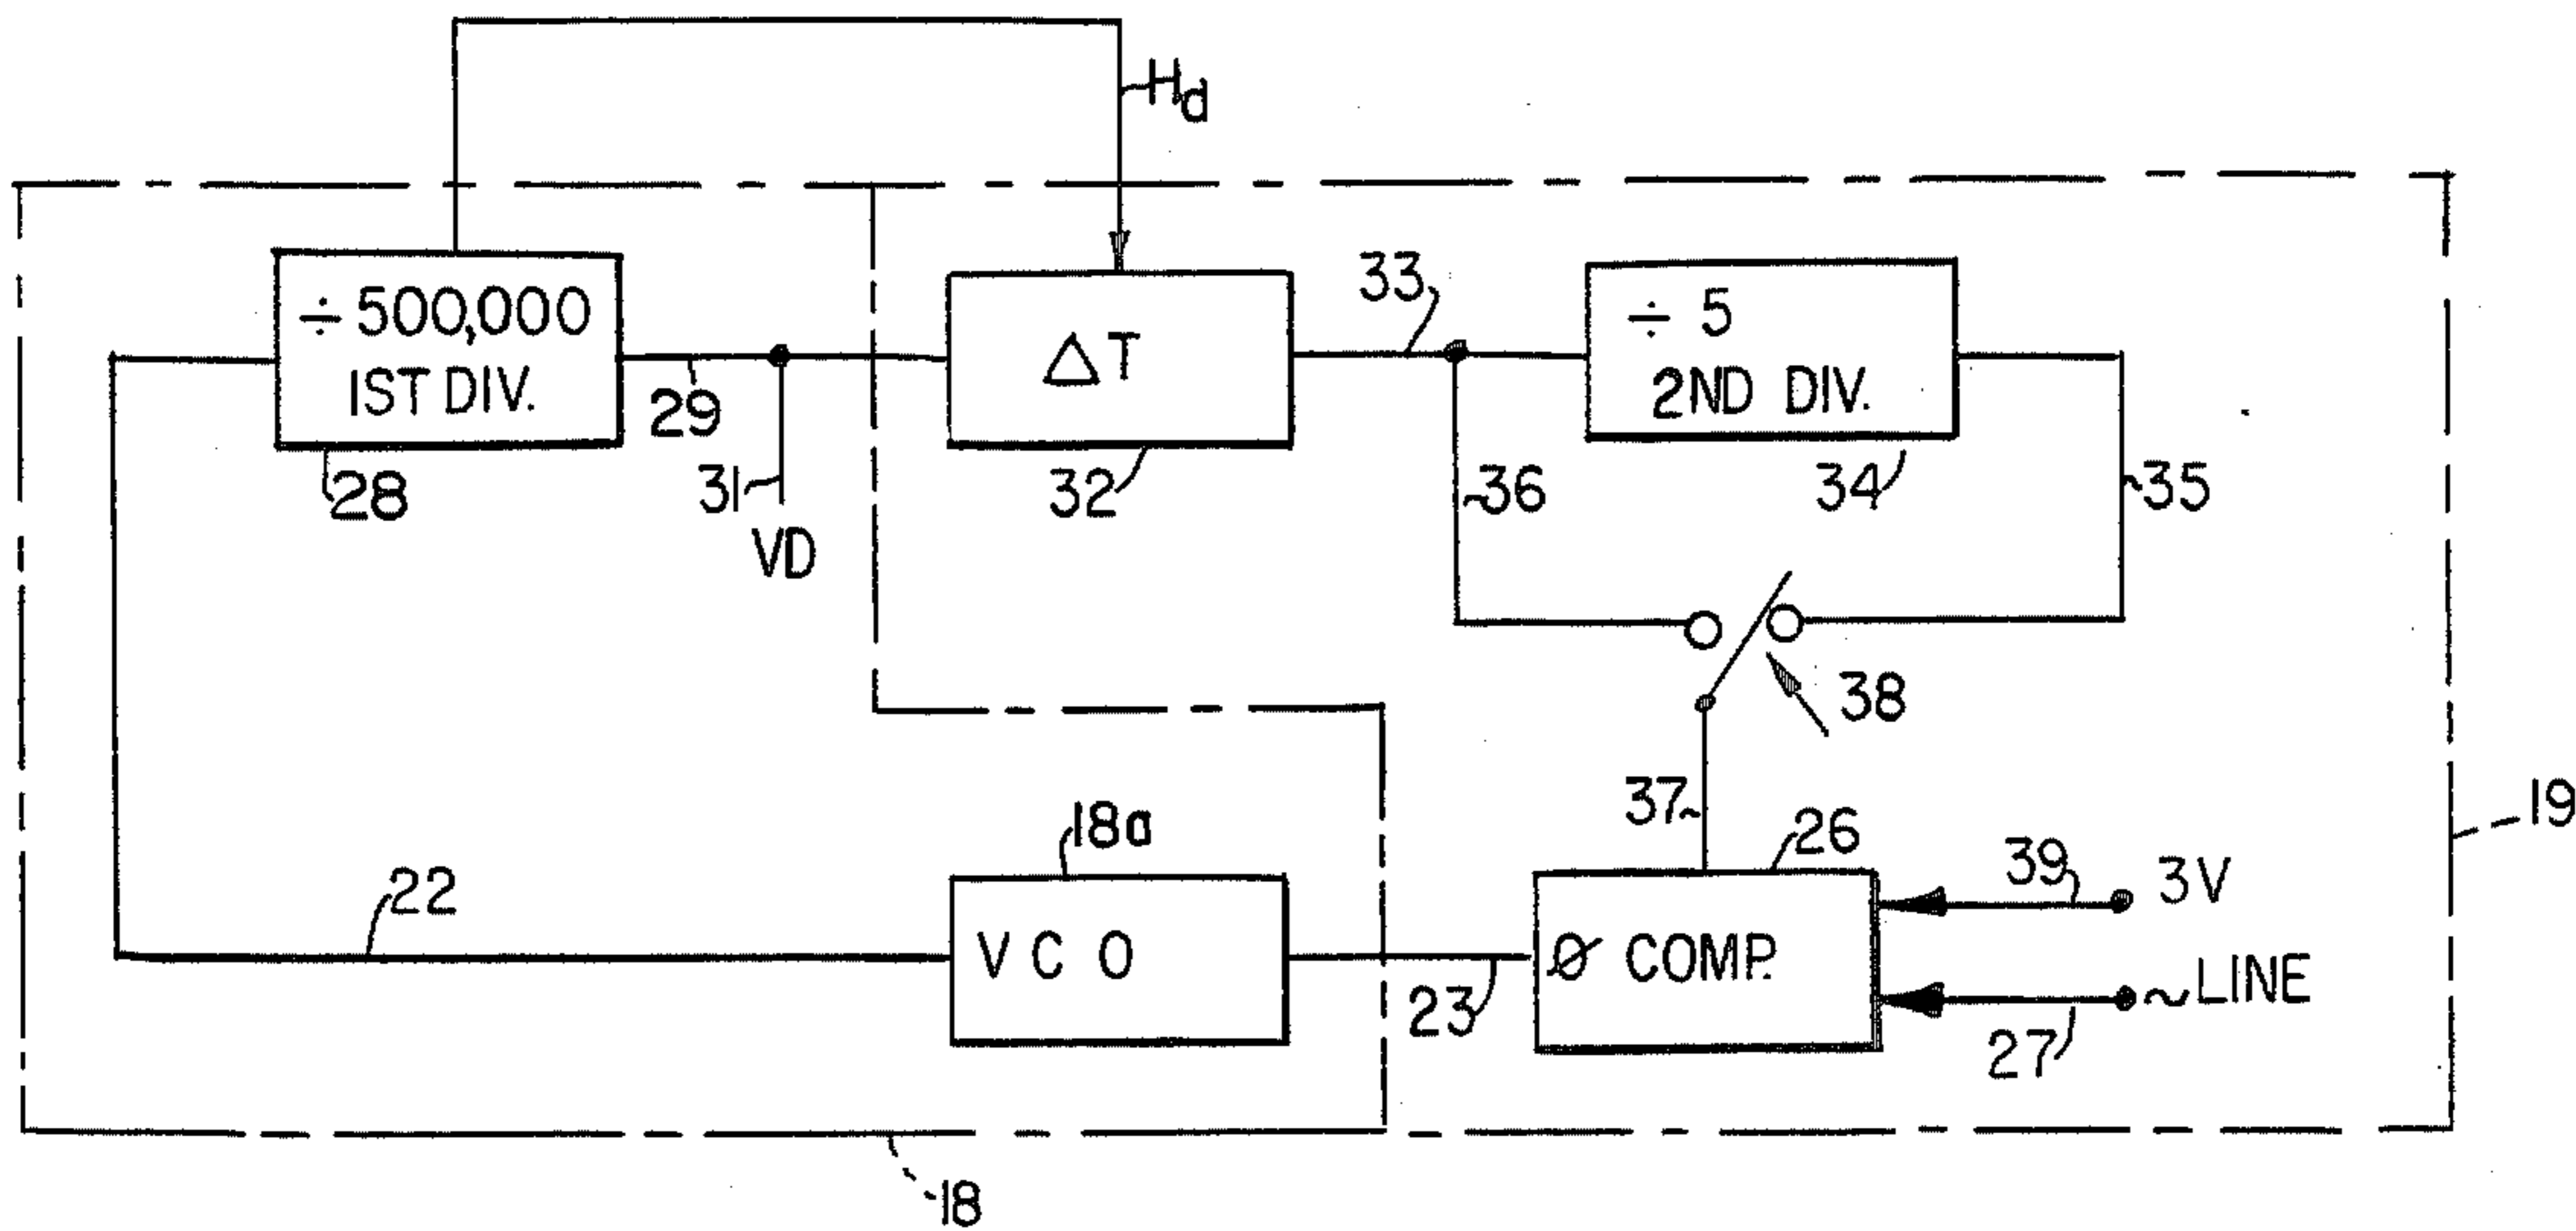 Hd
÷ 500,000
1ST DIV.
28
29
31
VD
ΔT
32
33
÷ 5
2ND DIV.
34
35
36
38
37
26
39
3V
19
~LINE
27
Ø COMP.
23
18a
VCO
22
18